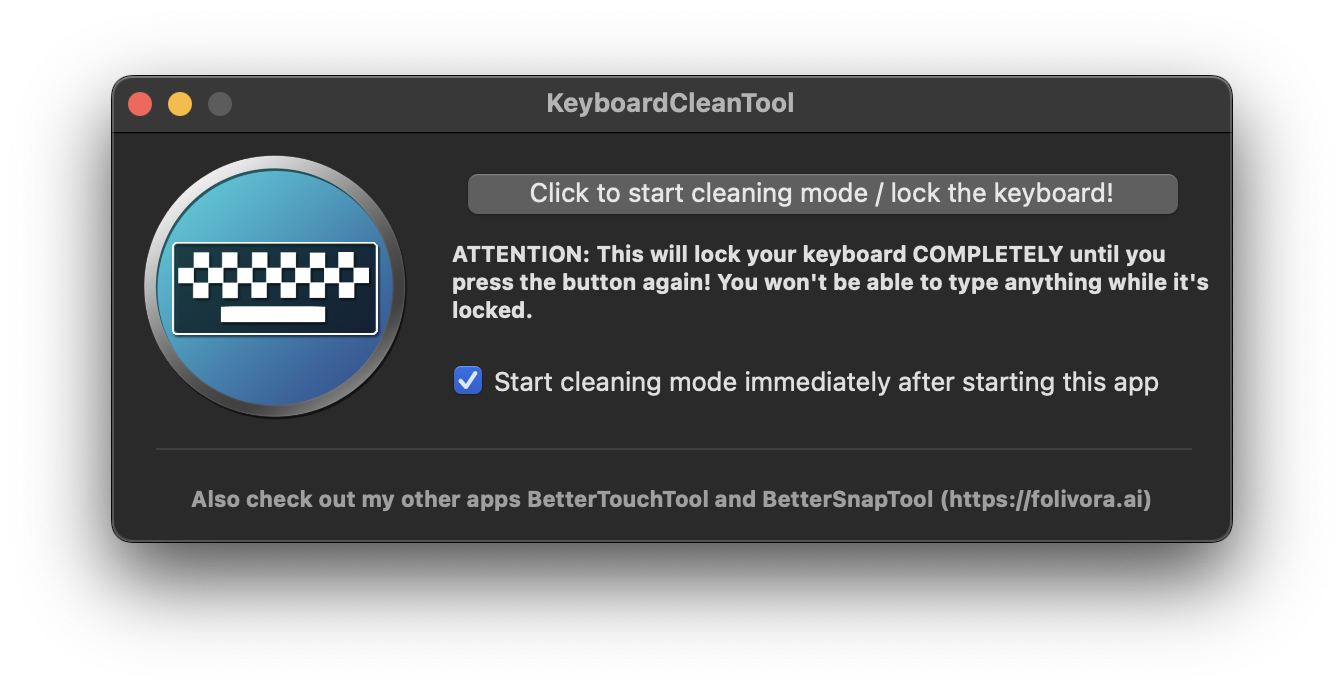 KeyboardCleanTool
Click to start cleaning mode / lock the keyboard!
ATTENTION: This will lock your keyboard COMPLETELY until you
press the button again! You won't be able to type anything while it's
locked.
Start cleaning mode immediately after starting this app
Also check out my other apps BetterTouchTool and BetterSnapTool (https://folivora.ai)